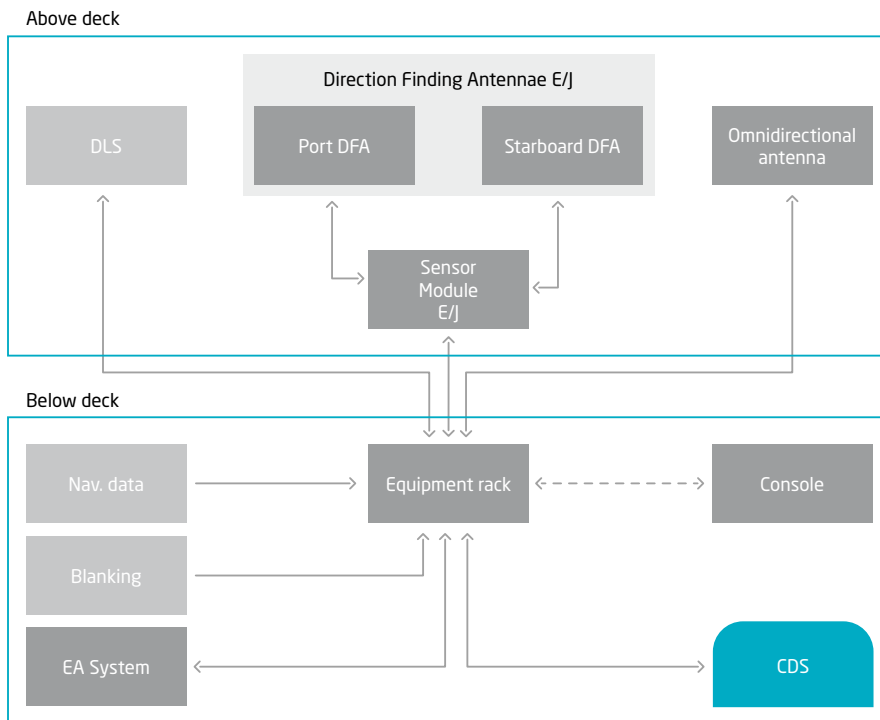 Above deck
Direction Finding Antennae E/J
DLS
Port DFA
Starboard DFA
Omnidirectional
antenna
Sensor
Module
E/J
Below deck
Nav. data
Equipment rack
Console
Blanking
EA System
CDS